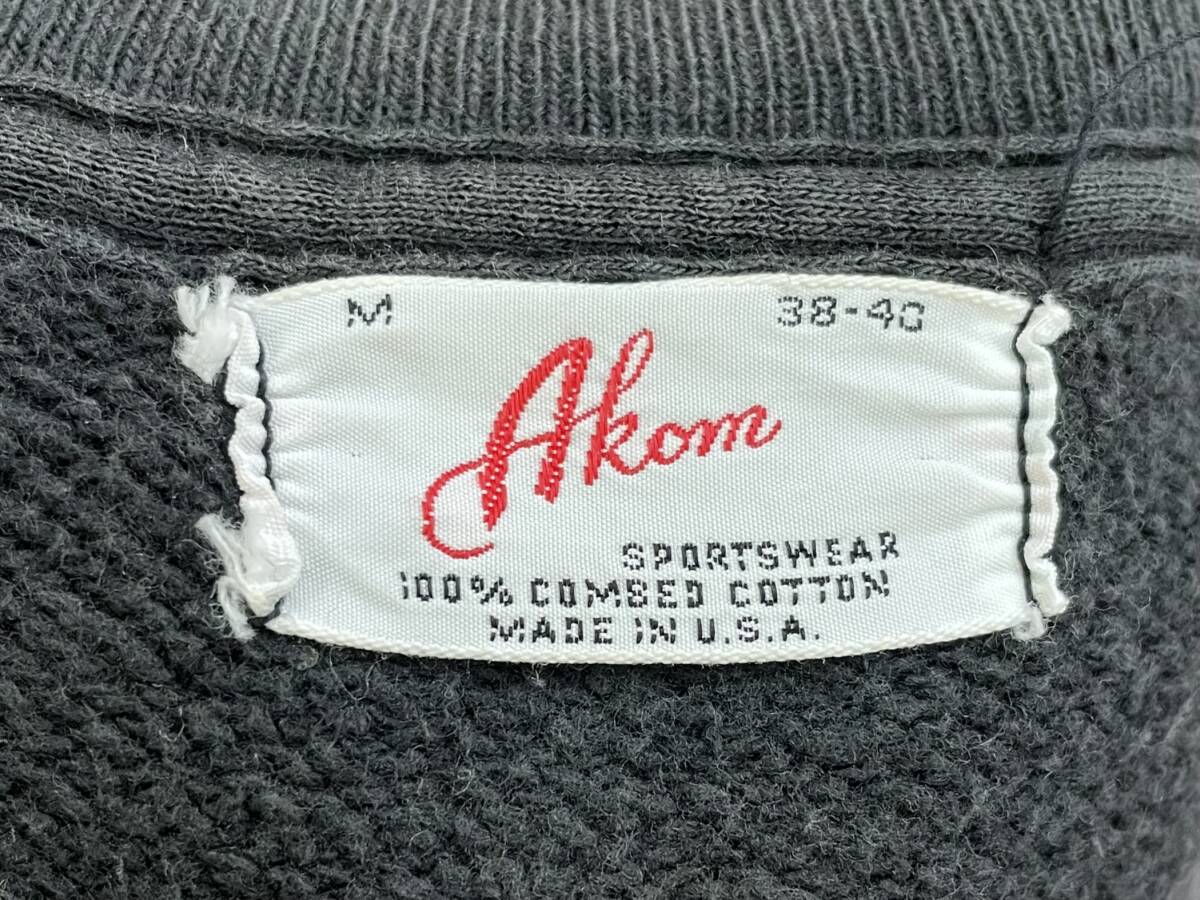 M 38-40
Akom
SPORTSWEAR
100% COMBED COTTON
MADE IN U.S.A.